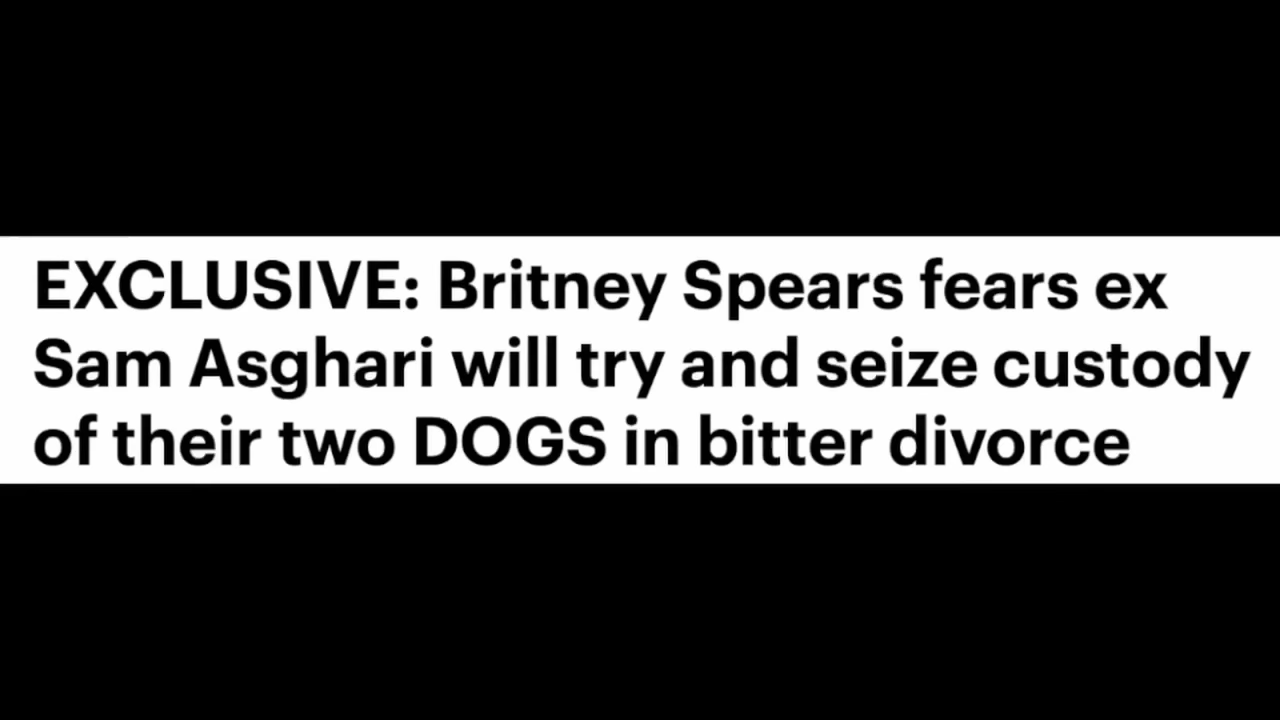 EXCLUSIVE: Britney Spears fears ex
Sam Asghari will try and seize custody
of their two DOGS in bitter divorce